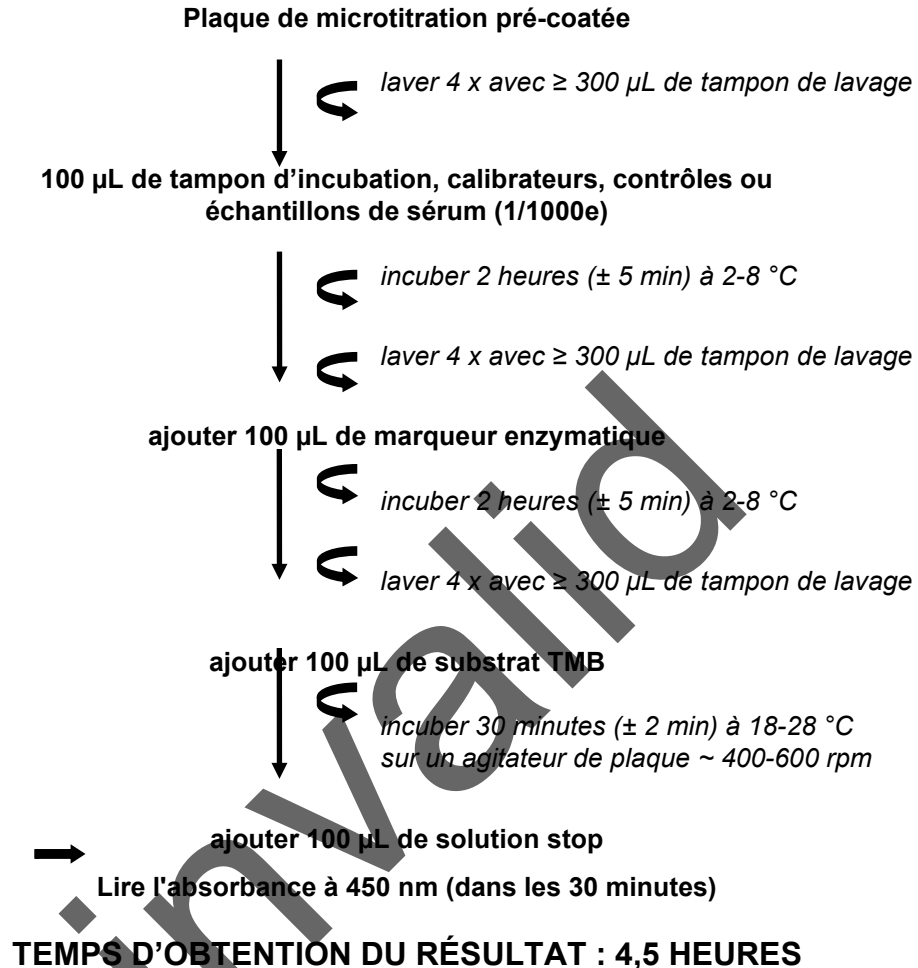 Plaque de microtitration pré-coatée
laver 4 x avec ≥ 300 µL de tampon de lavage
100 µL de tampon d’incubation, calibrateurs, contrôles ou
échantillons de sérum (1/1000e)
incuber 2 heures (± 5 min) à 2-8 °C
laver 4 x avec ≥ 300 µL de tampon de lavage
ajouter 100 µL de marqueur enzymatique
incuber 2 heures (± 5 min) à 2-8 °C
laver 4 x avec ≥ 300 µL de tampon de lavage
ajouter 100 µL de substrat TMB
incuber 30 minutes (± 2 min) à 18-28 °C
sur un agitateur de plaque ~ 400-600 rpm
ajouter 100 µL de solution stop
Lire l'absorbance à 450 nm (dans les 30 minutes)
TEMPS D’OBTENTION DU RÉSULTAT : 4,5 HEURES
invalid